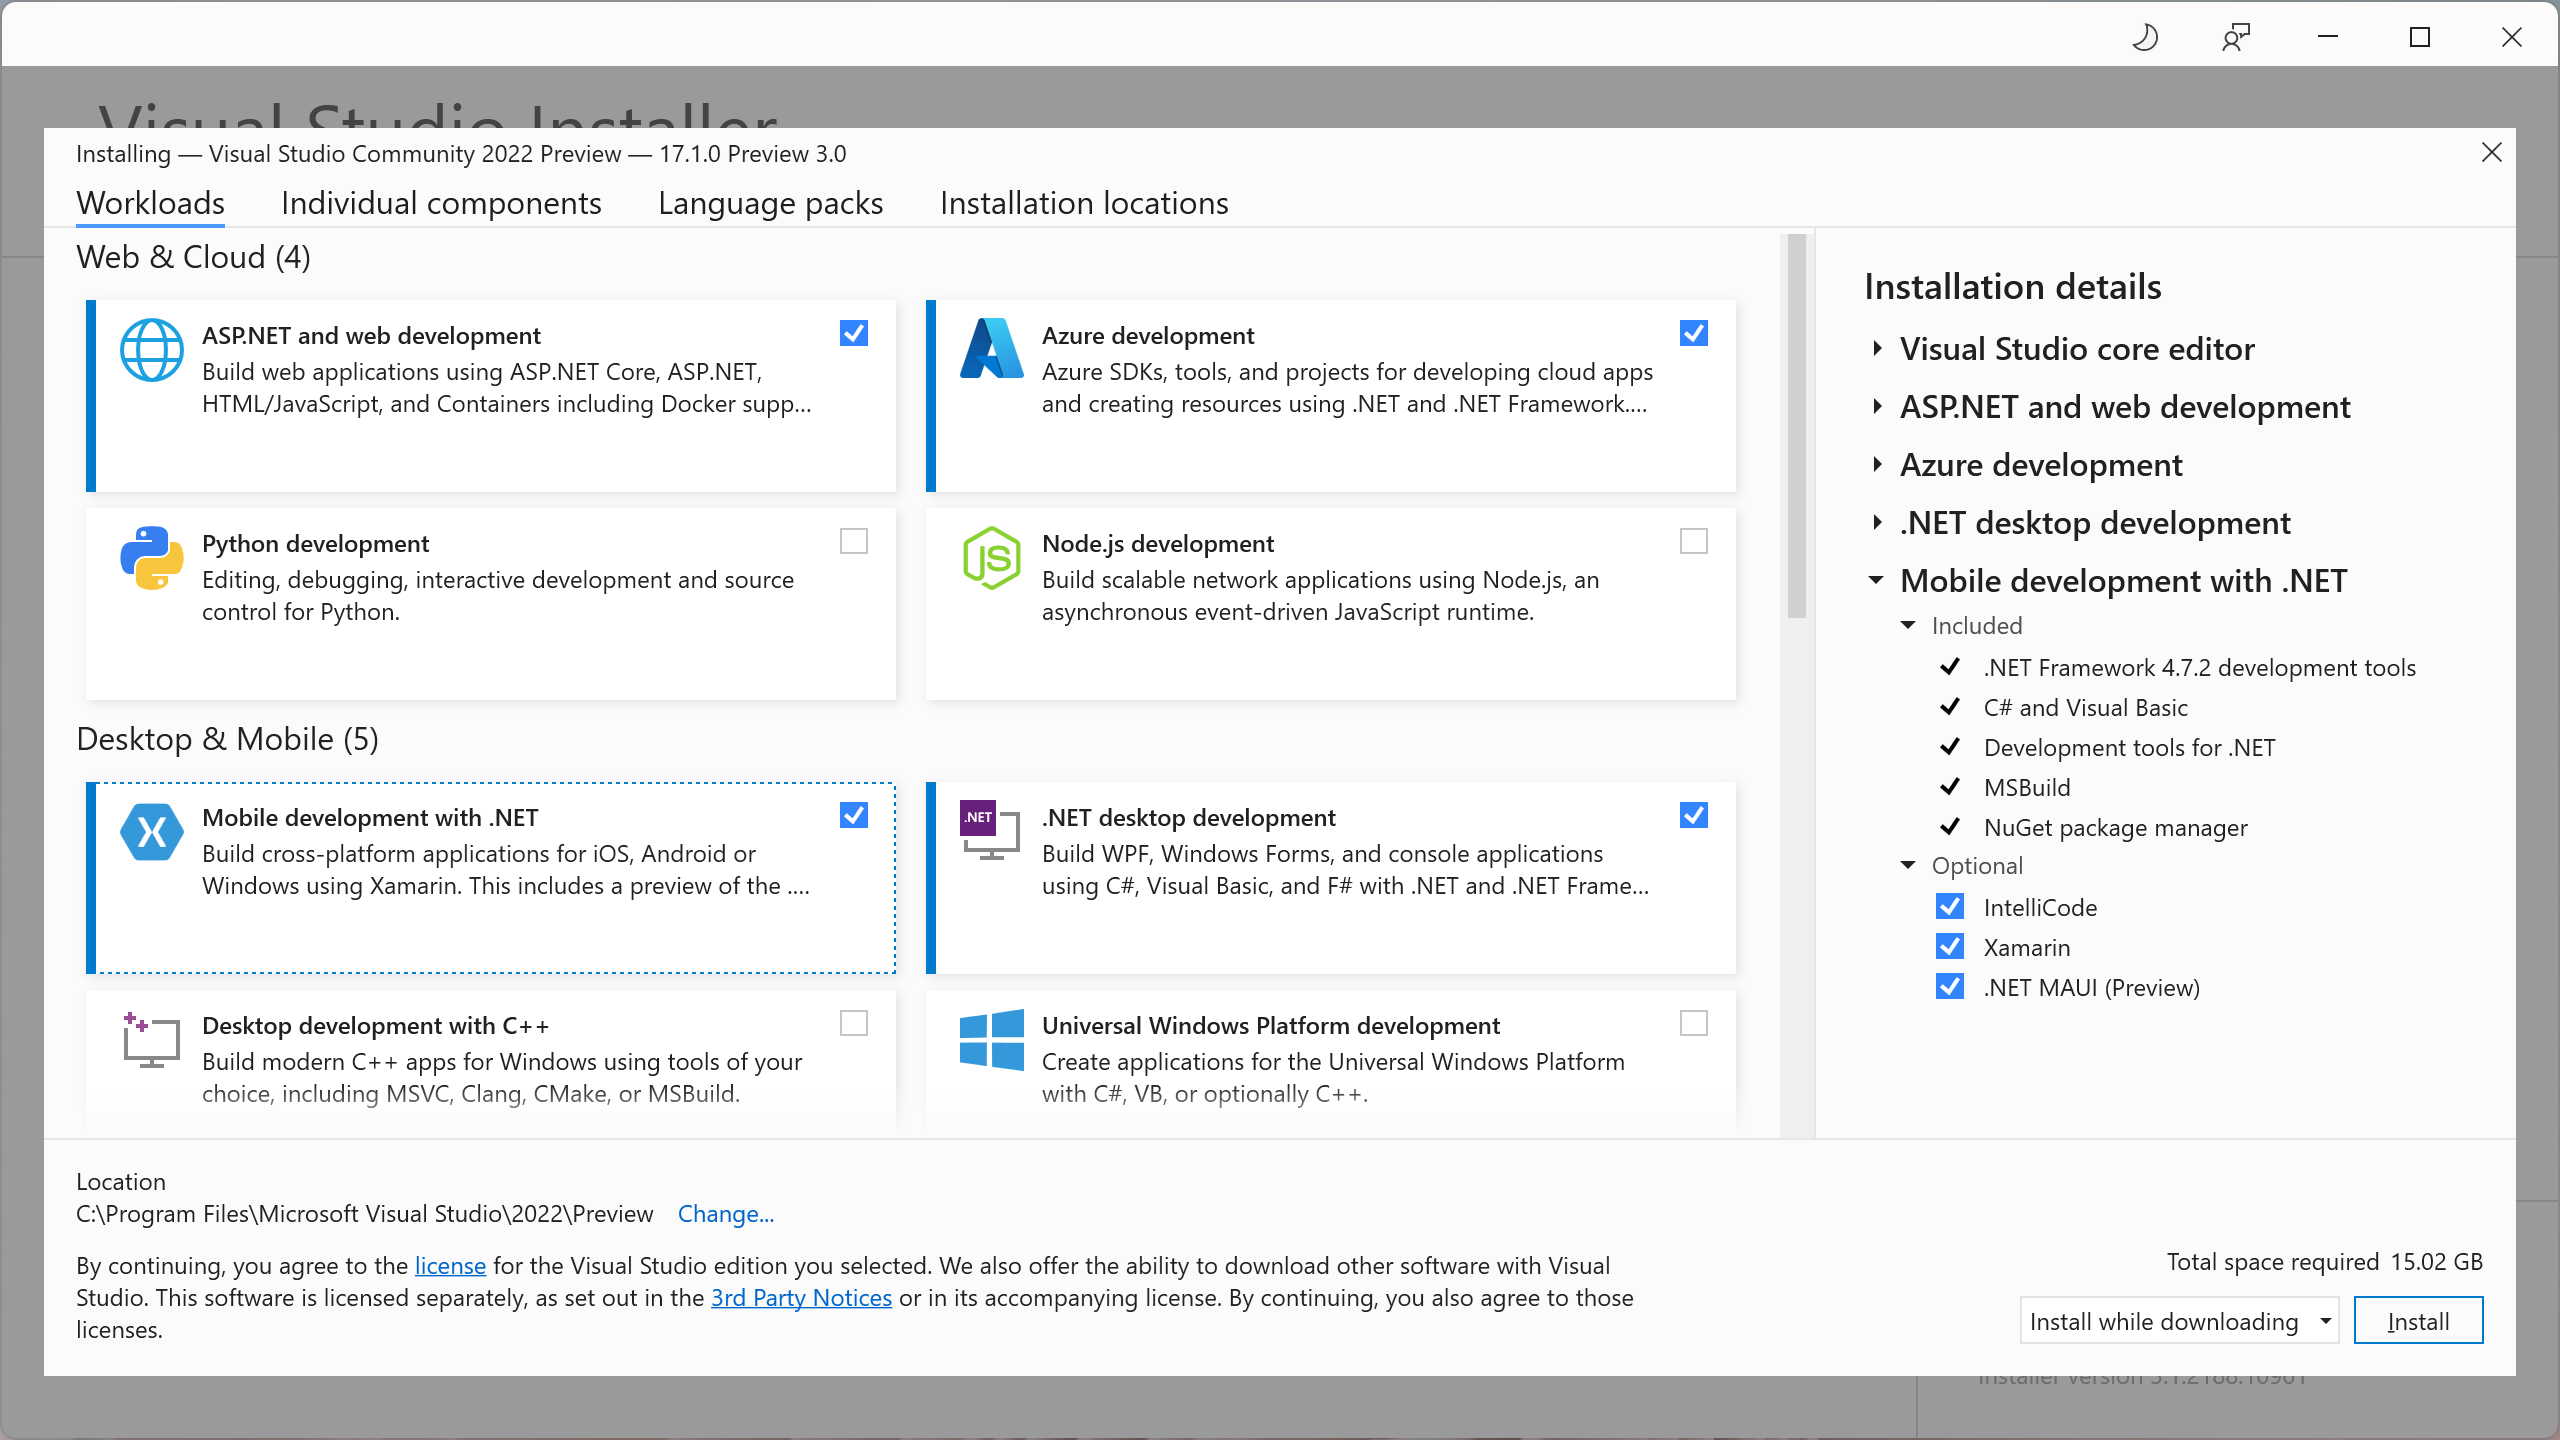 Visual Studio Installer
Installing — Visual Studio Community 2022 Preview — 17.1.0 Preview 3.0
Workloads
Individual components
Language packs
Installation locations
Web & Cloud (4)
ASP.NET and web development
Build web applications using ASP.NET Core, ASP.NET,
HTML/JavaScript, and Containers including Docker supp...
Azure development
Azure SDKs, tools, and projects for developing cloud apps
and creating resources using .NET and .NET Framework....
Python development
Editing, debugging, interactive development and source
control for Python.
JS
Node.js development
Build scalable network applications using Node.js, an
asynchronous event-driven JavaScript runtime.
Desktop & Mobile (5)
Mobile development with .NET
Build cross-platform applications for iOS, Android or
Windows using Xamarin. This includes a preview of the ....
.NET
.NET desktop development
Build WPF, Windows Forms, and console applications
using C#, Visual Basic, and F# with .NET and .NET Frame...
Desktop development with C++
Build modern C++ apps for Windows using tools of your
choice, including MSVC, Clang, CMake, or MSBuild.
Universal Windows Platform development
Create applications for the Universal Windows Platform
with C#, VB, or optionally C++.
Installation details
Visual Studio core editor
ASP.NET and web development
Azure development
.NET desktop development
Mobile development with .NET
Included
.NET Framework 4.7.2 development tools
C# and Visual Basic
Development tools for .NET
MSBuild
NuGet package manager
Optional
IntelliCode
Xamarin
.NET MAUI (Preview)
Location
C:\Program Files\Microsoft Visual Studio\2022\Preview Change...
By continuing, you agree to the license for the Visual Studio edition you selected. We also offer the ability to download other software with Visual
Studio. This software is licensed separately, as set out in the 3rd Party Notices or in its accompanying license. By continuing, you also agree to those
licenses.
Total space required 15.02 GB
Install while downloading
Install
Installer version